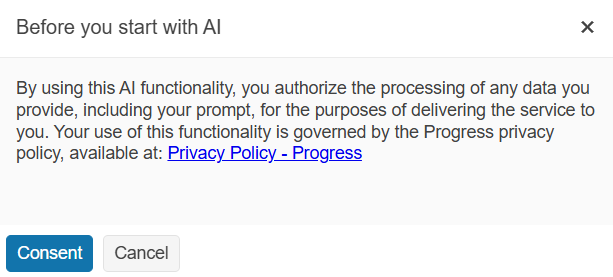 Before you start with AI
By using this AI functionality, you authorize the processing of any data you
provide, including your prompt, for the purposes of delivering the service to
you. Your use of this functionality is governed by the Progress privacy
policy, available at: Privacy Policy - Progress
Consent Cancel